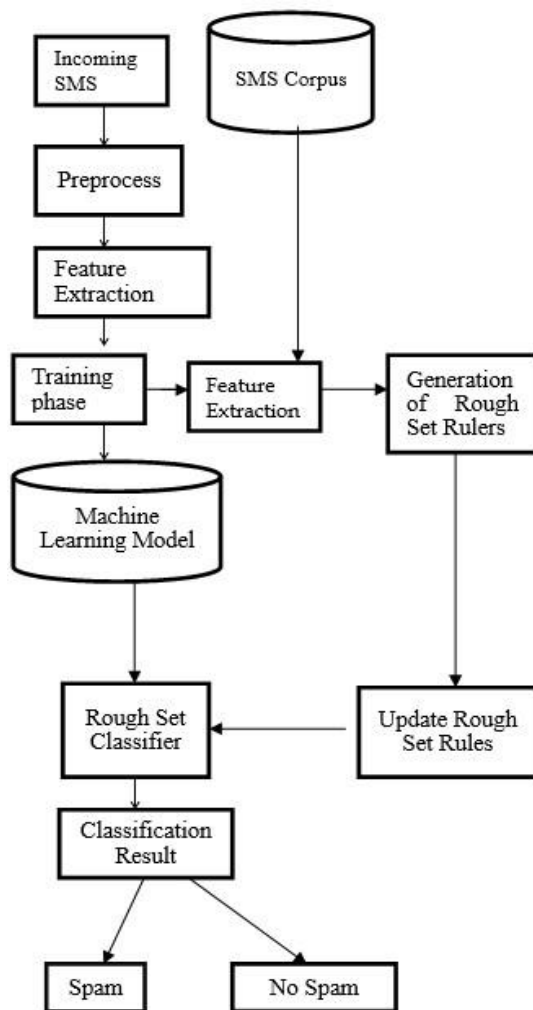 Incoming
SMS
SMS Corpus
Preprocess
Feature
Extraction
Training
phase
Feature
Extraction
Generation
of Rough
Set Rulers
Machine
Learning Model
Rough Set
Classifier
Update Rough
Set Rules
Classification
Result
Spam
No Spam